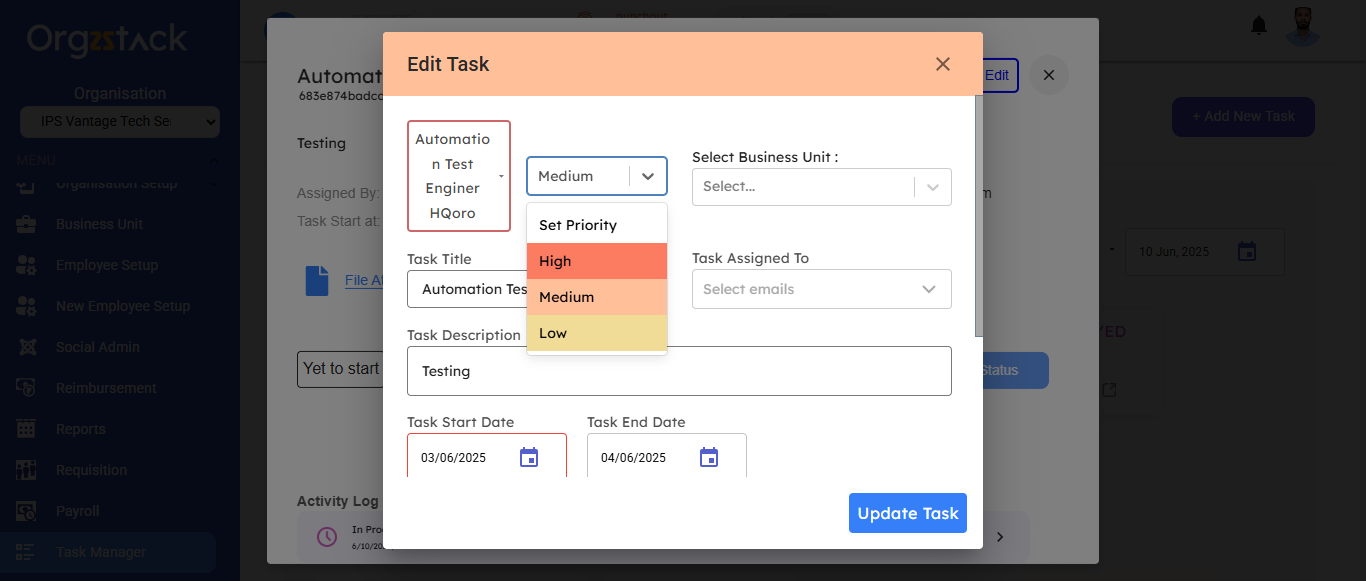 Orgzstack
Organisation
IPS Vantage Tech Se
MENU
Organisation Setup
Business Unit
Employee Setup
New Employee Setup
Social Admin
Reimbursement
Reports
Requisition
Payroll
Task Manager
Automat
683e874badcc
Testing
Assigned By:
Task Start at:
File At
Yet to start
Activity Log
In Proc
6/10/20
Edit
+ Add New Task
10 Jun, 2025
Status
Edit Task
Automatio
n Test
Enginer
HQoro
Medium
Set Priority
High
Medium
Low
Select Business Unit :
Select...
Task Title
Automation Tes
Task Assigned To
Select emails
Task Description
Testing
Task Start Date
03/06/2025
Task End Date
04/06/2025
Update Task